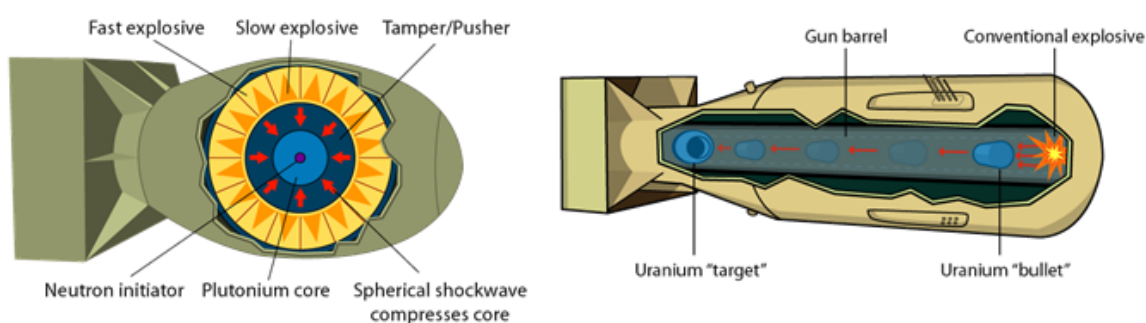 Fast explosive
Slow explosive
Tamper/Pusher
Neutron initiator
Plutonium core
Spherical shockwave
compresses core
Gun barrel
Conventional explosive
Uranium “target”
Uranium “bullet”